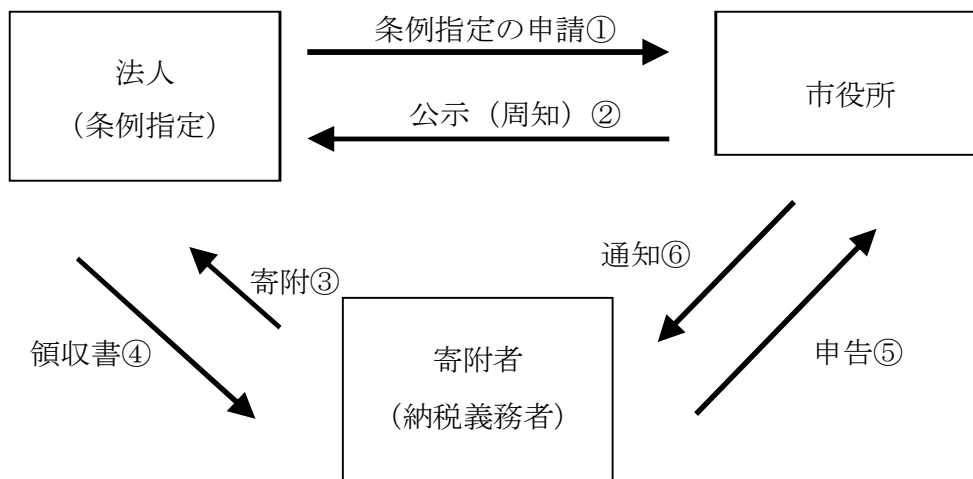 条例指定の申請①
法人
（条例指定）
市役所
公示（周知）②
通知⑥
寄附③
領収書④
寄附者
（納税義務者）
申告⑤